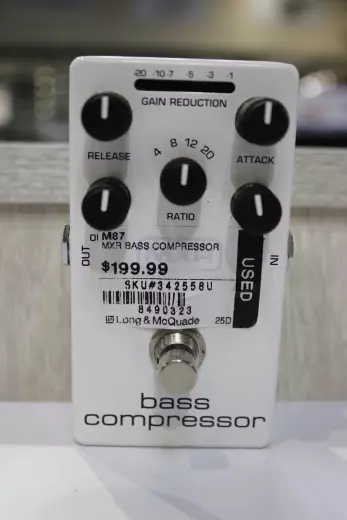 -20 -10 -7 -5 -3 -1
GAIN REDUCTION
RELEASE
ATTACK
4 8 12 20
RATIO
OUT
IN
M87
MXR BASS COMPRESSOR
$199.99
USED
SKU#342558U
8490323
Long & McQuade
25D
bass
compressor